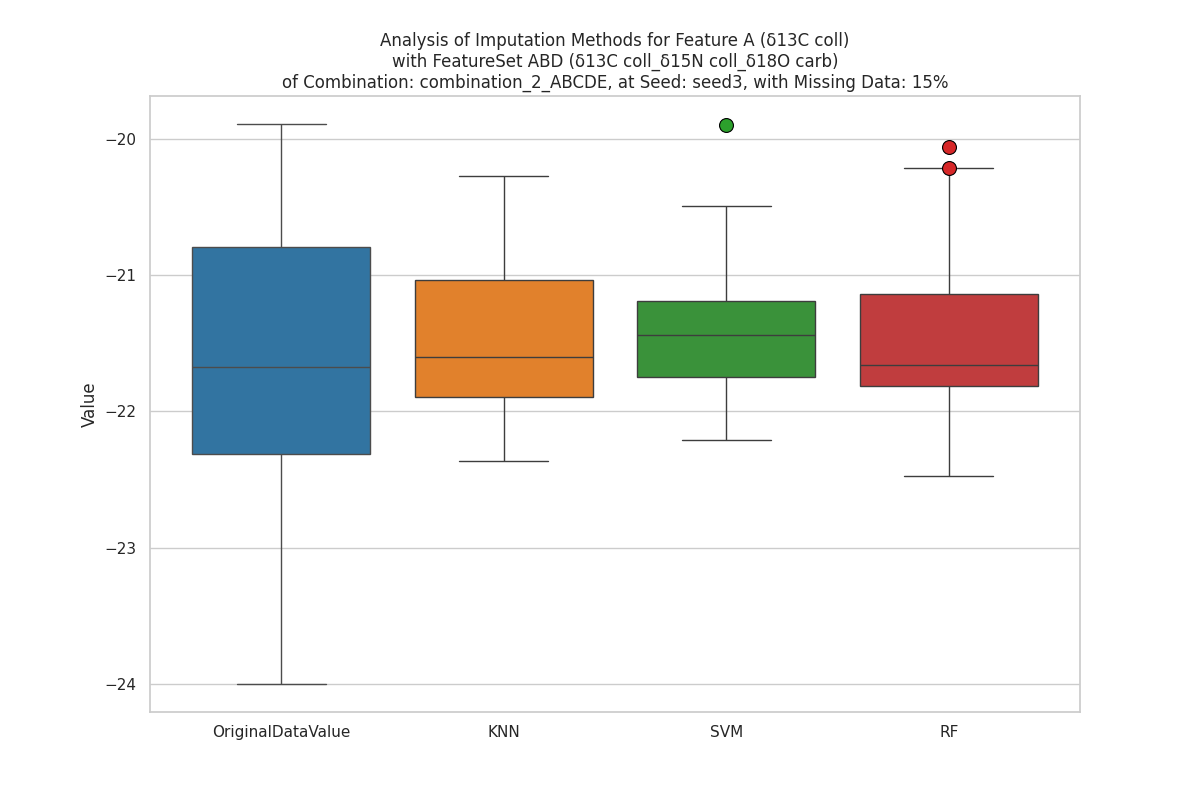 Analysis of Imputation Methods for Feature A (δ13C coll)
with FeatureSet ABD (δ13C coll_δ15N coll_δ18O carb)
of Combination: combination_2_ABCDE, at Seed: seed3, with Missing Data: 15%
Value
−20
−21
−22
−23
−24
OriginalDataValue
KNN
SVM
RF